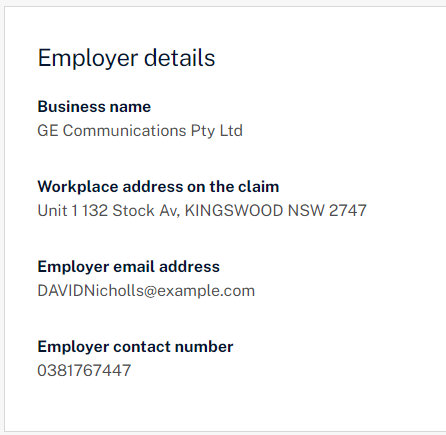 Employer details
Business name
GE Communications Pty Ltd
Workplace address on the claim
Unit 1 132 Stock Av, KINGSWOOD NSW 2747
Employer email address
DAVIDNicholls@example.com
Employer contact number
0381767447